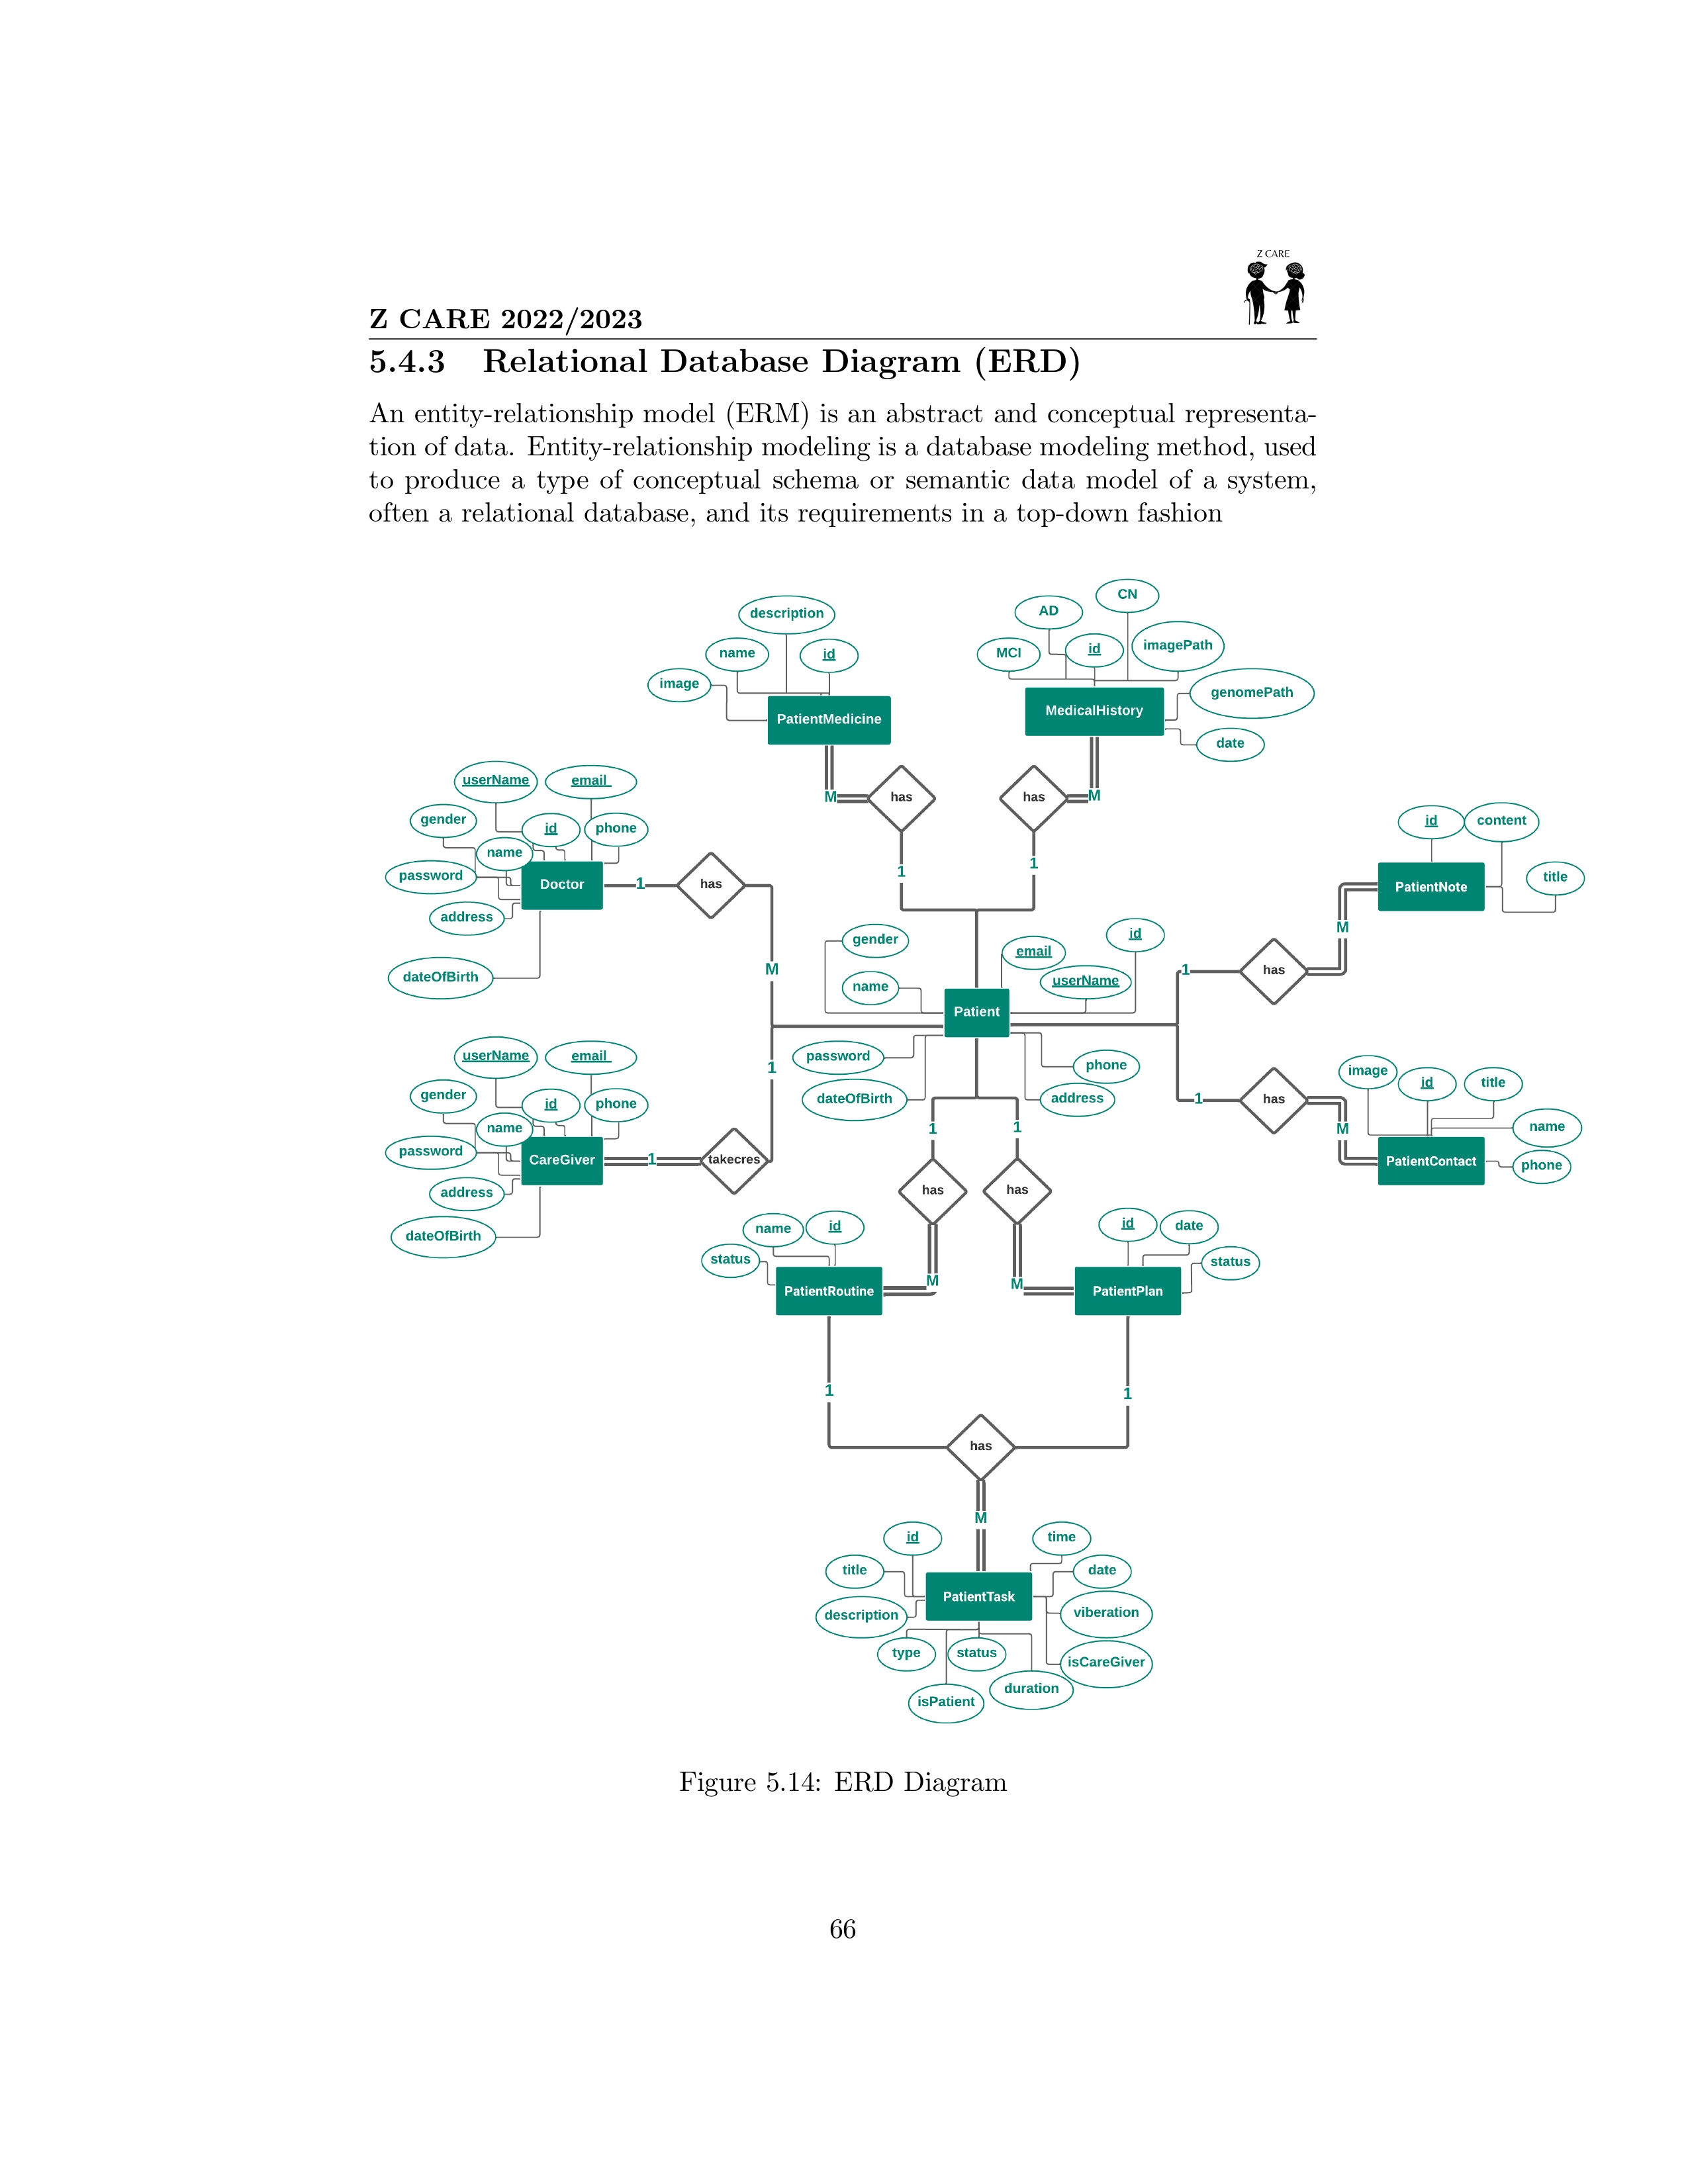 Z CARE
Z CARE 2022/2023
5.4.3 Relational Database Diagram (ERD)
An entity-relationship model (ERM) is an abstract and conceptual representa-
tion of data. Entity-relationship modeling is a database modeling method, used
to produce a type of conceptual schema or semantic data model of a system,
often a relational database, and its requirements in a top-down fashion
description
name
id
image
PatientMedicine
CN
AD
MCI
id
imagePath
genomePath
MedicalHistory
date
M
has
1
has
M
1
userName
email
gender
id
phone
name
password
Doctor
address
dateOfBirth
1
has
M
id
content
title
PatientNote
M
has
1
gender
name
email
id
userName
Patient
password
dateOfBirth
phone
address
userName
email
gender
id
phone
name
password
CareGiver
address
dateOfBirth
1
takecres
1
image
id
title
name
phone
PatientContact
M
has
1
1
has
M
1
has
M
name
id
status
PatientRoutine
id
date
status
PatientPlan
1
1
has
M
id
title
description
type
isPatient
status
duration
time
date
viberation
isCareGiver
PatientTask
Figure 5.14: ERD Diagram
66